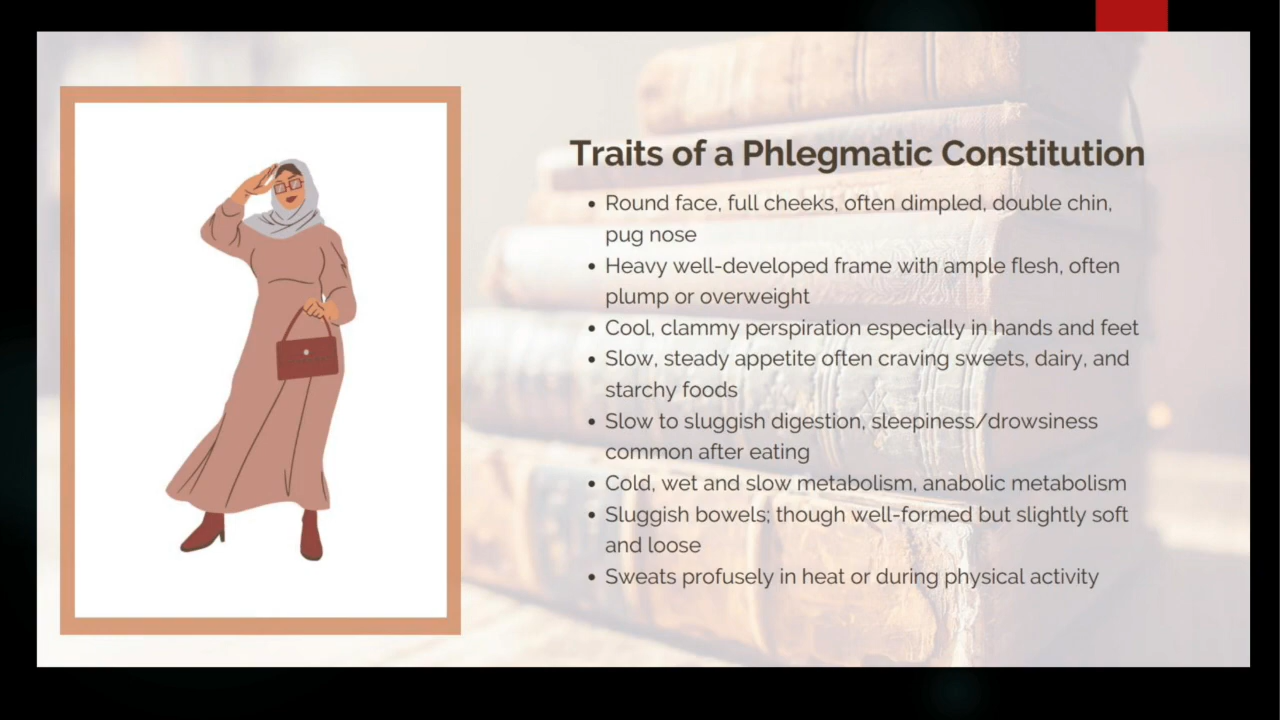 Traits of a Phlegmatic Constitution
• Round face, full cheeks, often dimpled, double chin,
pug nose
• Heavy well-developed frame with ample flesh, often
plump or overweight
• Cool, clammy perspiration especially in hands and feet
• Slow, steady appetite often craving sweets, dairy, and
starchy foods
• Slow to sluggish digestion, sleepiness/drowsiness
common after eating
• Cold, wet and slow metabolism, anabolic metabolism
• Sluggish bowels; though well-formed but slightly soft
and loose
• Sweats profusely in heat or during physical activity